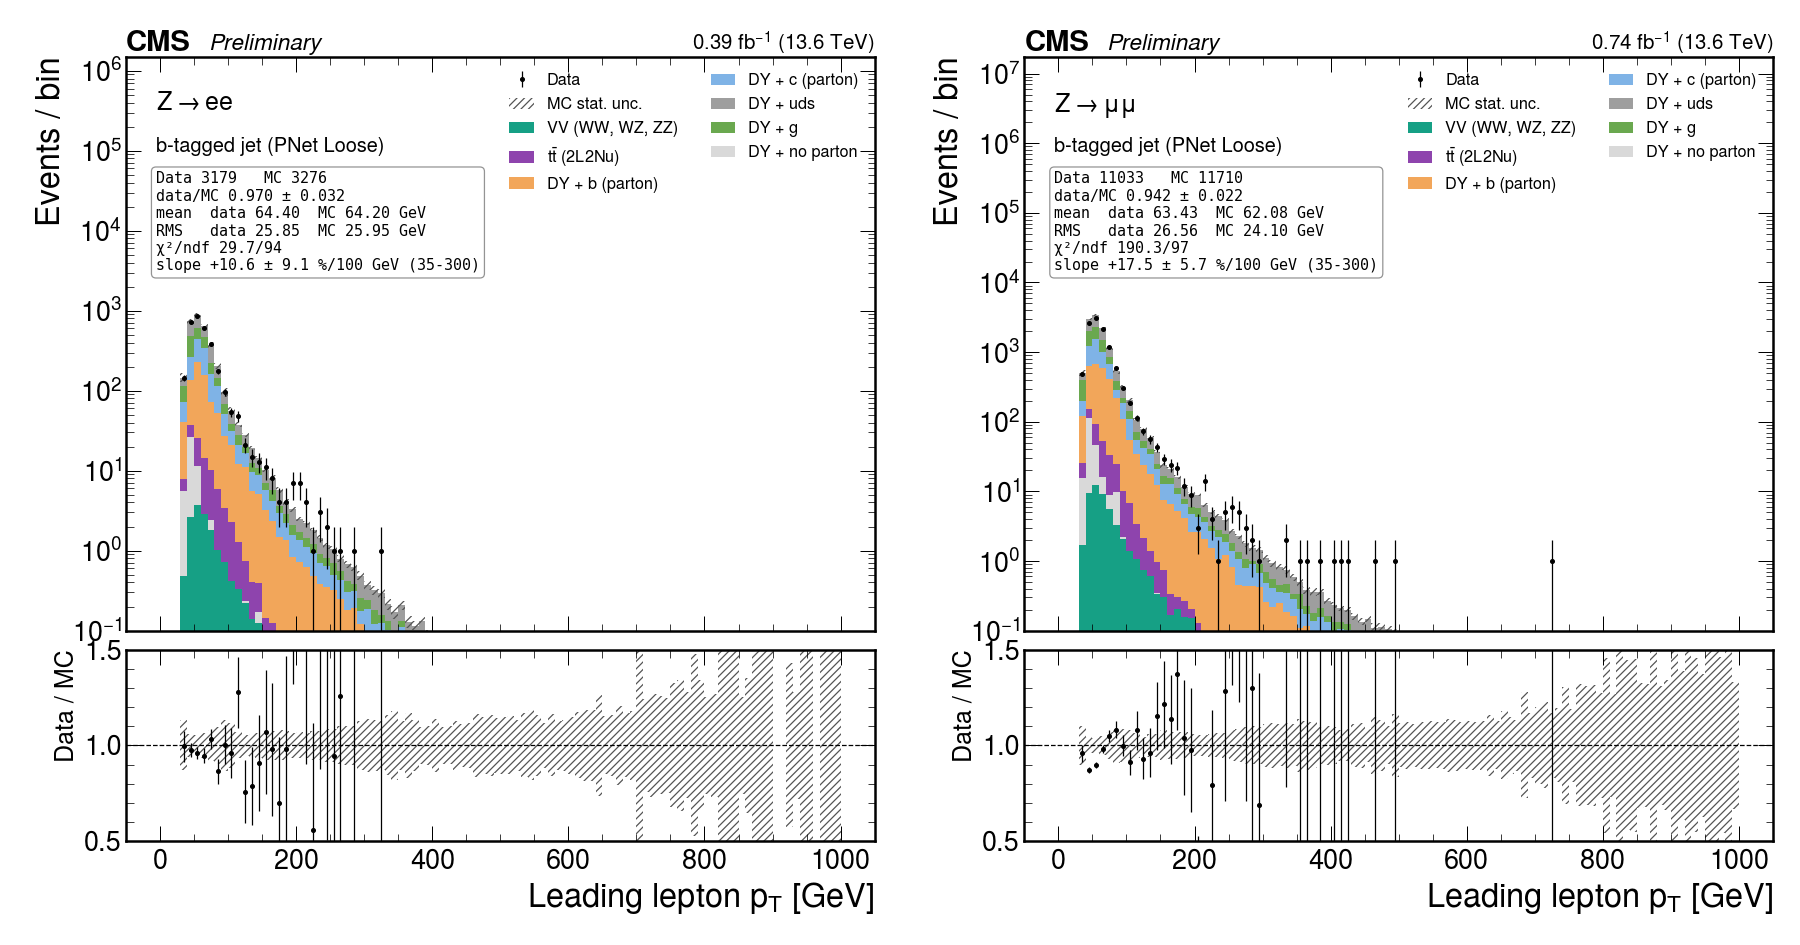 CMS Preliminary 0.39 fb⁻¹ (13.6 TeV)
Events / bin
10⁶
10⁵
10⁴
10³
10²
10¹
10⁰
10⁻¹
Z → ee
b-tagged jet (PNet Loose)
Data 3179 MC 3276
data/MC 0.970 ± 0.032
mean data 64.40 MC 64.20 GeV
RMS data 25.85 MC 25.95 GeV
χ²/ndf 29.7/94
slope +10.6 ± 9.1 %/100 GeV (35-300)
Data
MC stat. unc.
VV (WW, WZ, ZZ)
tt̄ (2L2Nu)
DY + b (parton)
DY + c (parton)
DY + uds
DY + g
DY + no parton
Data / MC
1.5
1.0
0.5
0 200 400 600 800 1000
Leading lepton p_T [GeV]
CMS Preliminary 0.74 fb⁻¹ (13.6 TeV)
Events / bin
10⁷
10⁶
10⁵
10⁴
10³
10²
10¹
10⁰
10⁻¹
Z → μμ
b-tagged jet (PNet Loose)
Data 11033 MC 11710
data/MC 0.942 ± 0.022
mean data 63.43 MC 62.08 GeV
RMS data 26.56 MC 24.10 GeV
χ²/ndf 190.3/97
slope +17.5 ± 5.7 %/100 GeV (35-300)
Data
MC stat. unc.
VV (WW, WZ, ZZ)
tt̄ (2L2Nu)
DY + b (parton)
DY + c (parton)
DY + uds
DY + g
DY + no parton
Data / MC
1.5
1.0
0.5
0 200 400 600 800 1000
Leading lepton p_T [GeV]